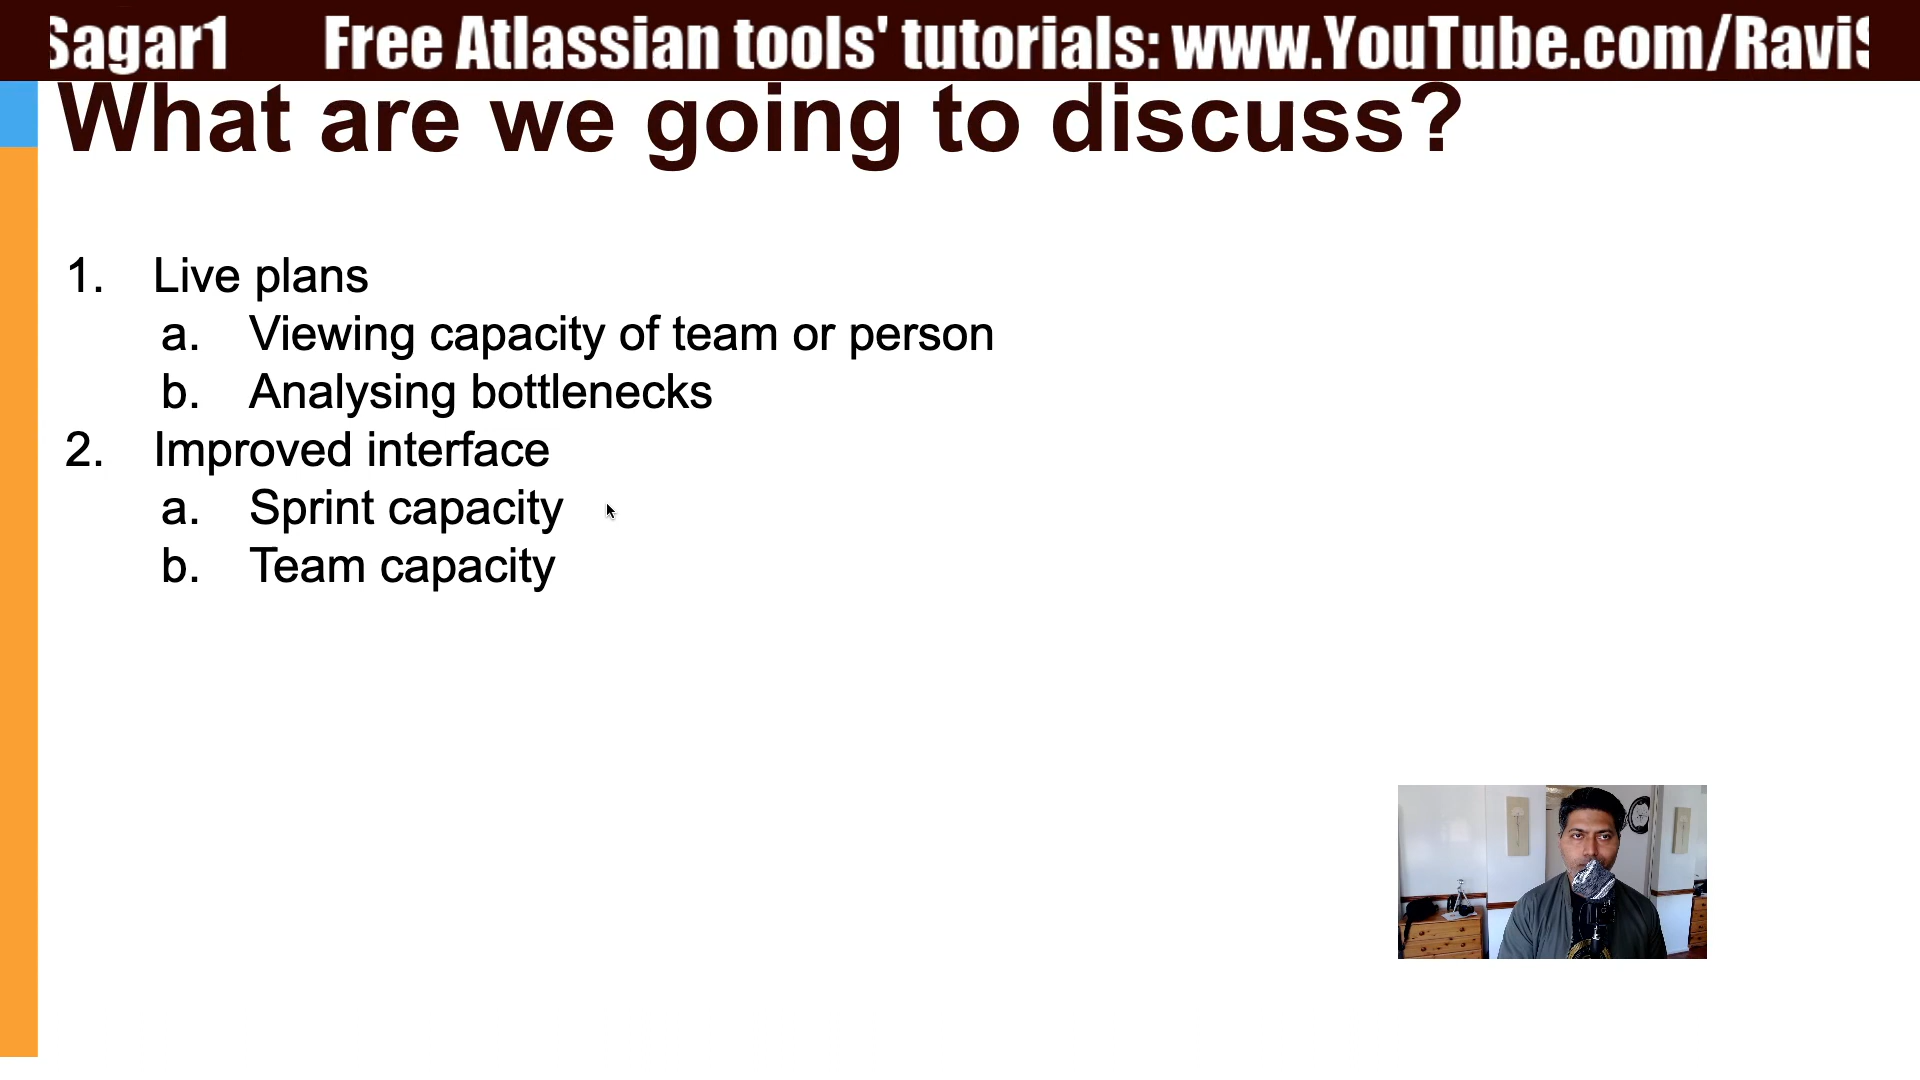 Sagar1 Free Atlassian tools' tutorials: www.YouTube.com/RaviS
What are we going to discuss?
1. Live plans
a. Viewing capacity of team or person
b. Analysing bottlenecks
2. Improved interface
a. Sprint capacity
b. Team capacity